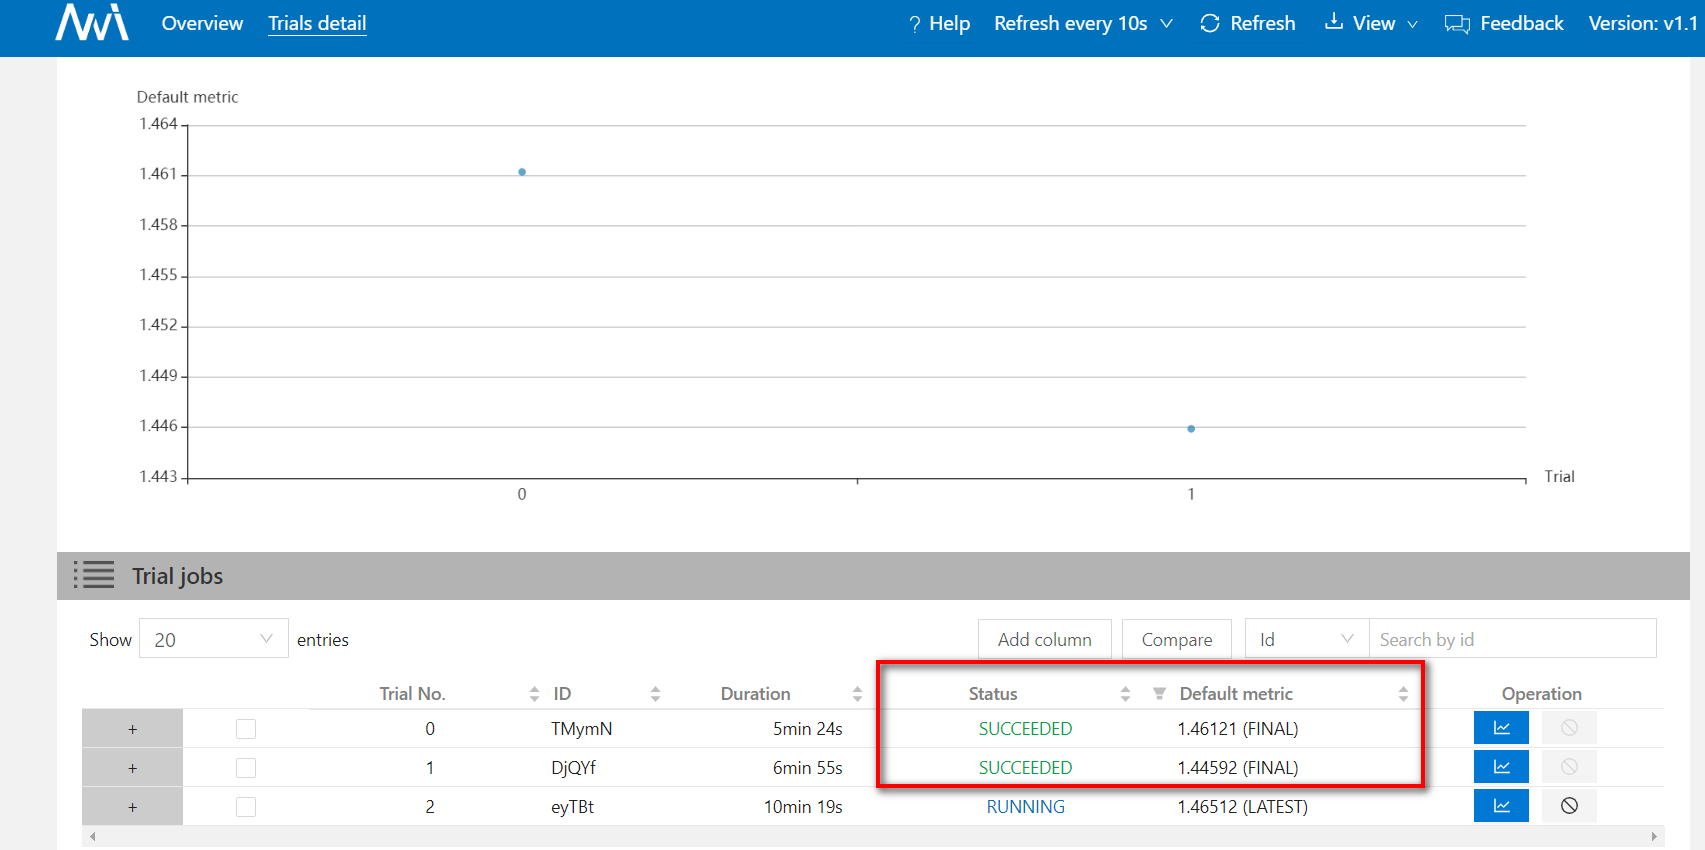 Overview Trials detail ? Help Refresh every 10s Refresh View Feedback Version: v1.1
Default metric
1.464
1.461
1.458
1.455
1.452
1.449
1.446
1.443
Trial
0 1
Trial jobs
Show 20 entries Add column Compare Id Search by id
Trial No. ID Duration Status Default metric Operation
+ 0 TMymN 5min 24s SUCCEEDED 1.46121 (FINAL)
+ 1 DjQYf 6min 55s SUCCEEDED 1.44592 (FINAL)
+ 2 eyTBt 10min 19s RUNNING 1.46512 (LATEST)